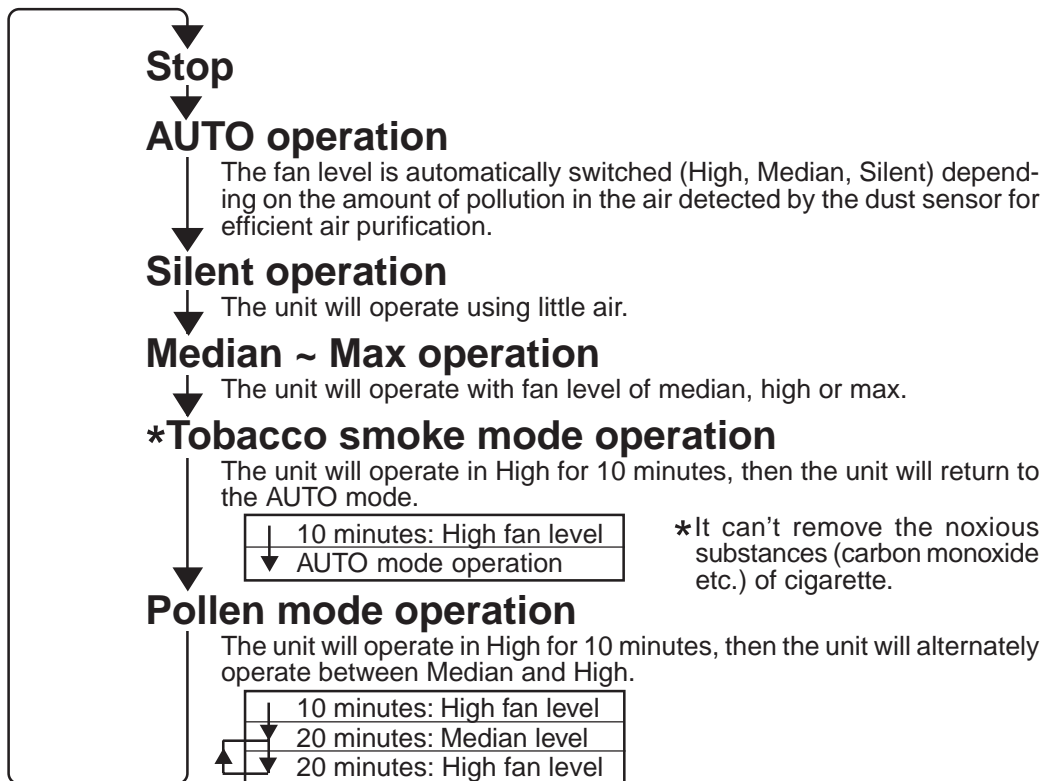 Stop
AUTO operation
The fan level is automatically switched (High, Median, Silent) depend-
ing on the amount of pollution in the air detected by the dust sensor for
efficient air purification.
Silent operation
The unit will operate using little air.
Median ~ Max operation
The unit will operate with fan level of median, high or max.
*Tobacco smoke mode operation
The unit will operate in High for 10 minutes, then the unit will return to
the AUTO mode.
10 minutes: High fan level
AUTO mode operation
*It can't remove the noxious
substances (carbon monoxide
etc.) of cigarette.
Pollen mode operation
The unit will operate in High for 10 minutes, then the unit will alternately
operate between Median and High.
10 minutes: High fan level
20 minutes: Median level
20 minutes: High fan level